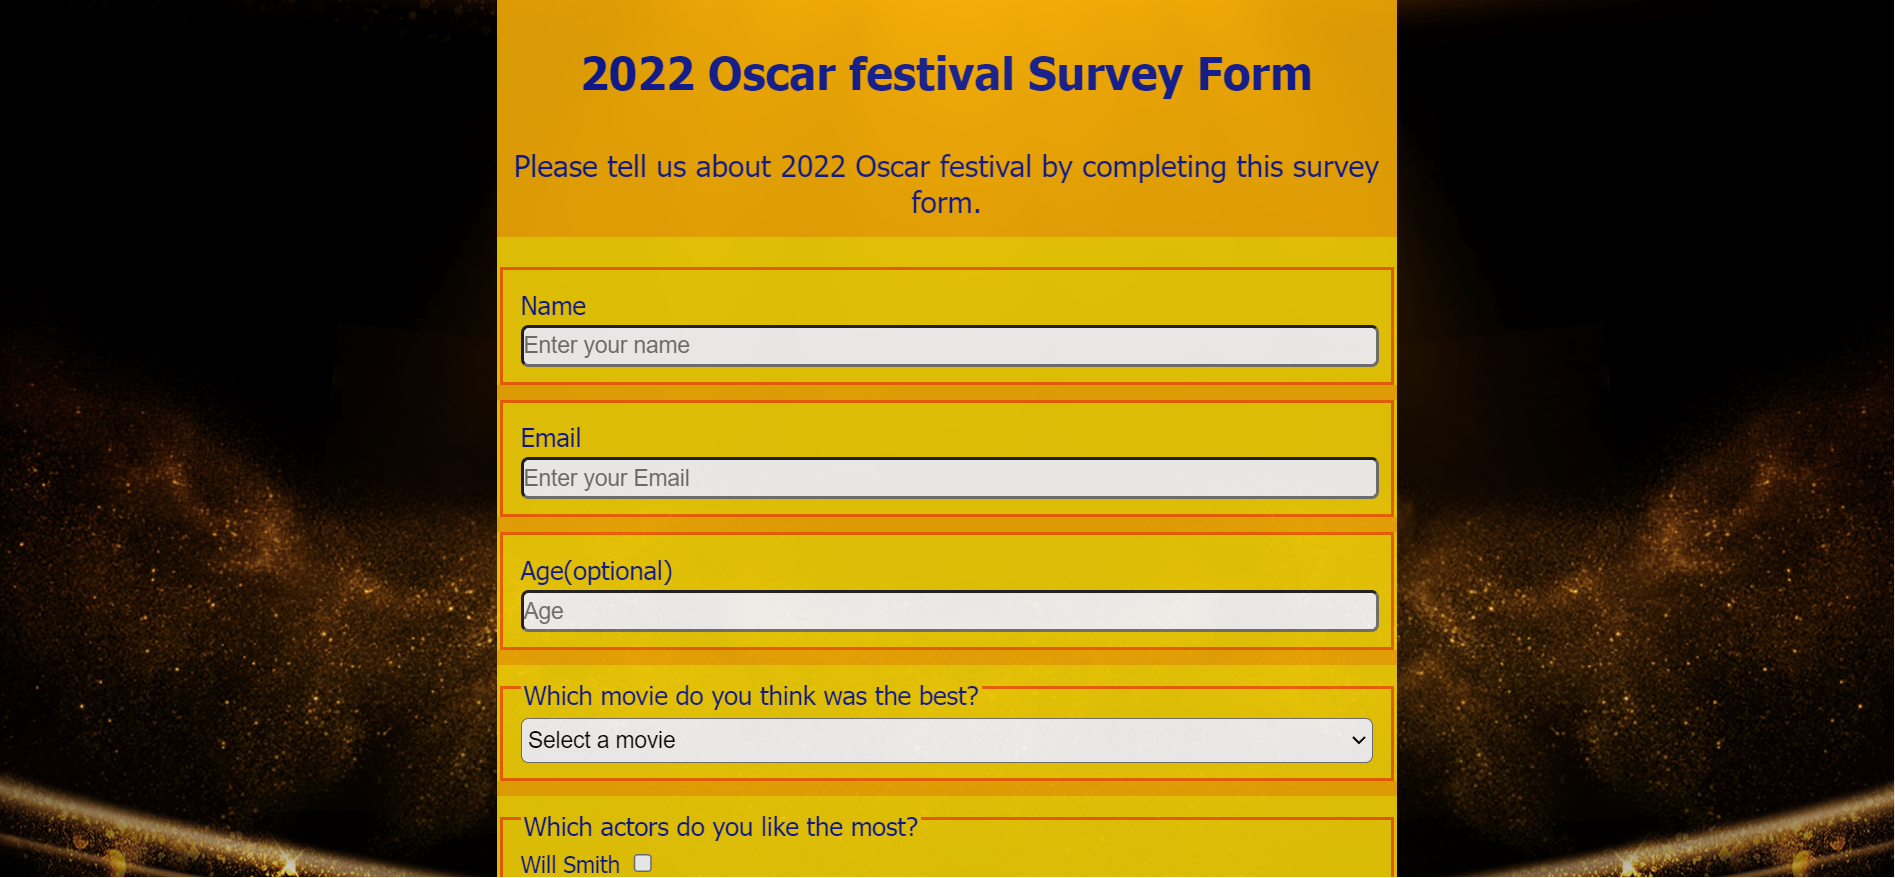 2022 Oscar festival Survey Form
Please tell us about 2022 Oscar festival by completing this survey
form.
Name
Enter your name
Email
Enter your Email
Age(optional)
Age
Which movie do you think was the best?
Select a movie
Which actors do you like the most?
Will Smith